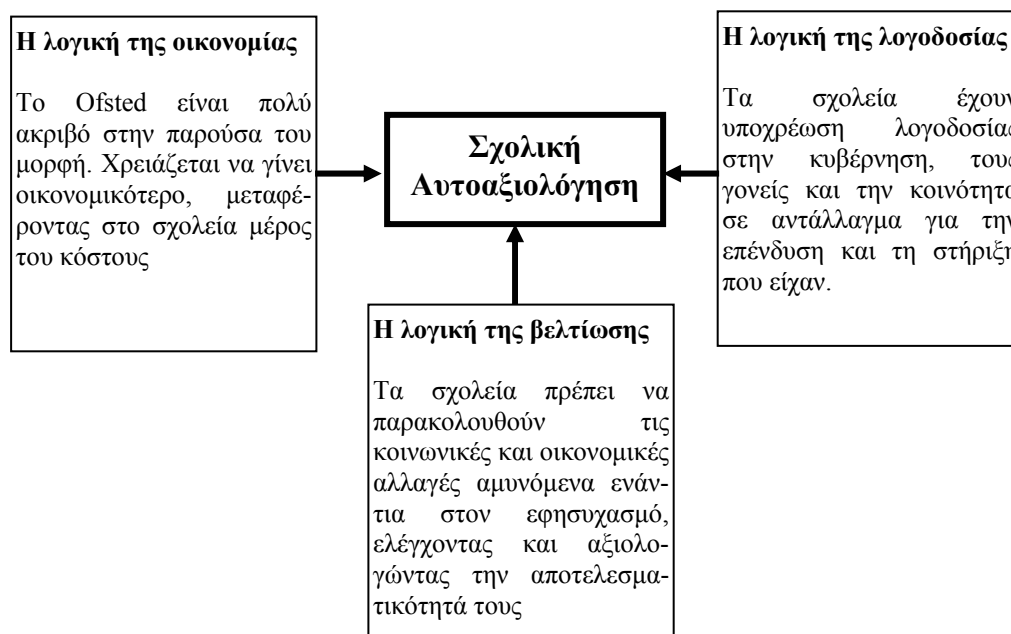 Η λογική της οικονομίας
Το Ofsted είναι πολύ
ακριβό στην παρούσα του
μορφή. Χρειάζεται να γίνει
οικονομικότερο, μεταφέ-
ροντας στο σχολεία μέρος
του κόστους
Σχολική
Αυτοαξιολόγηση
Η λογική της λογοδοσίας
Τα σχολεία έχουν
υποχρέωση λογοδοσίας
στην κυβέρνηση, τους
γονείς και την κοινότητα
σε αντάλλαγμα για την
επένδυση και τη στήριξη
που είχαν.
Η λογική της βελτίωσης
Τα σχολεία πρέπει να
παρακολουθούν τις
κοινωνικές και οικονομικές
αλλαγές αμυνόμενα ενάν-
τια στον εφησυχασμό,
ελέγχοντας και αξιολο-
γώντας την αποτελεσμα-
τικότητά τους